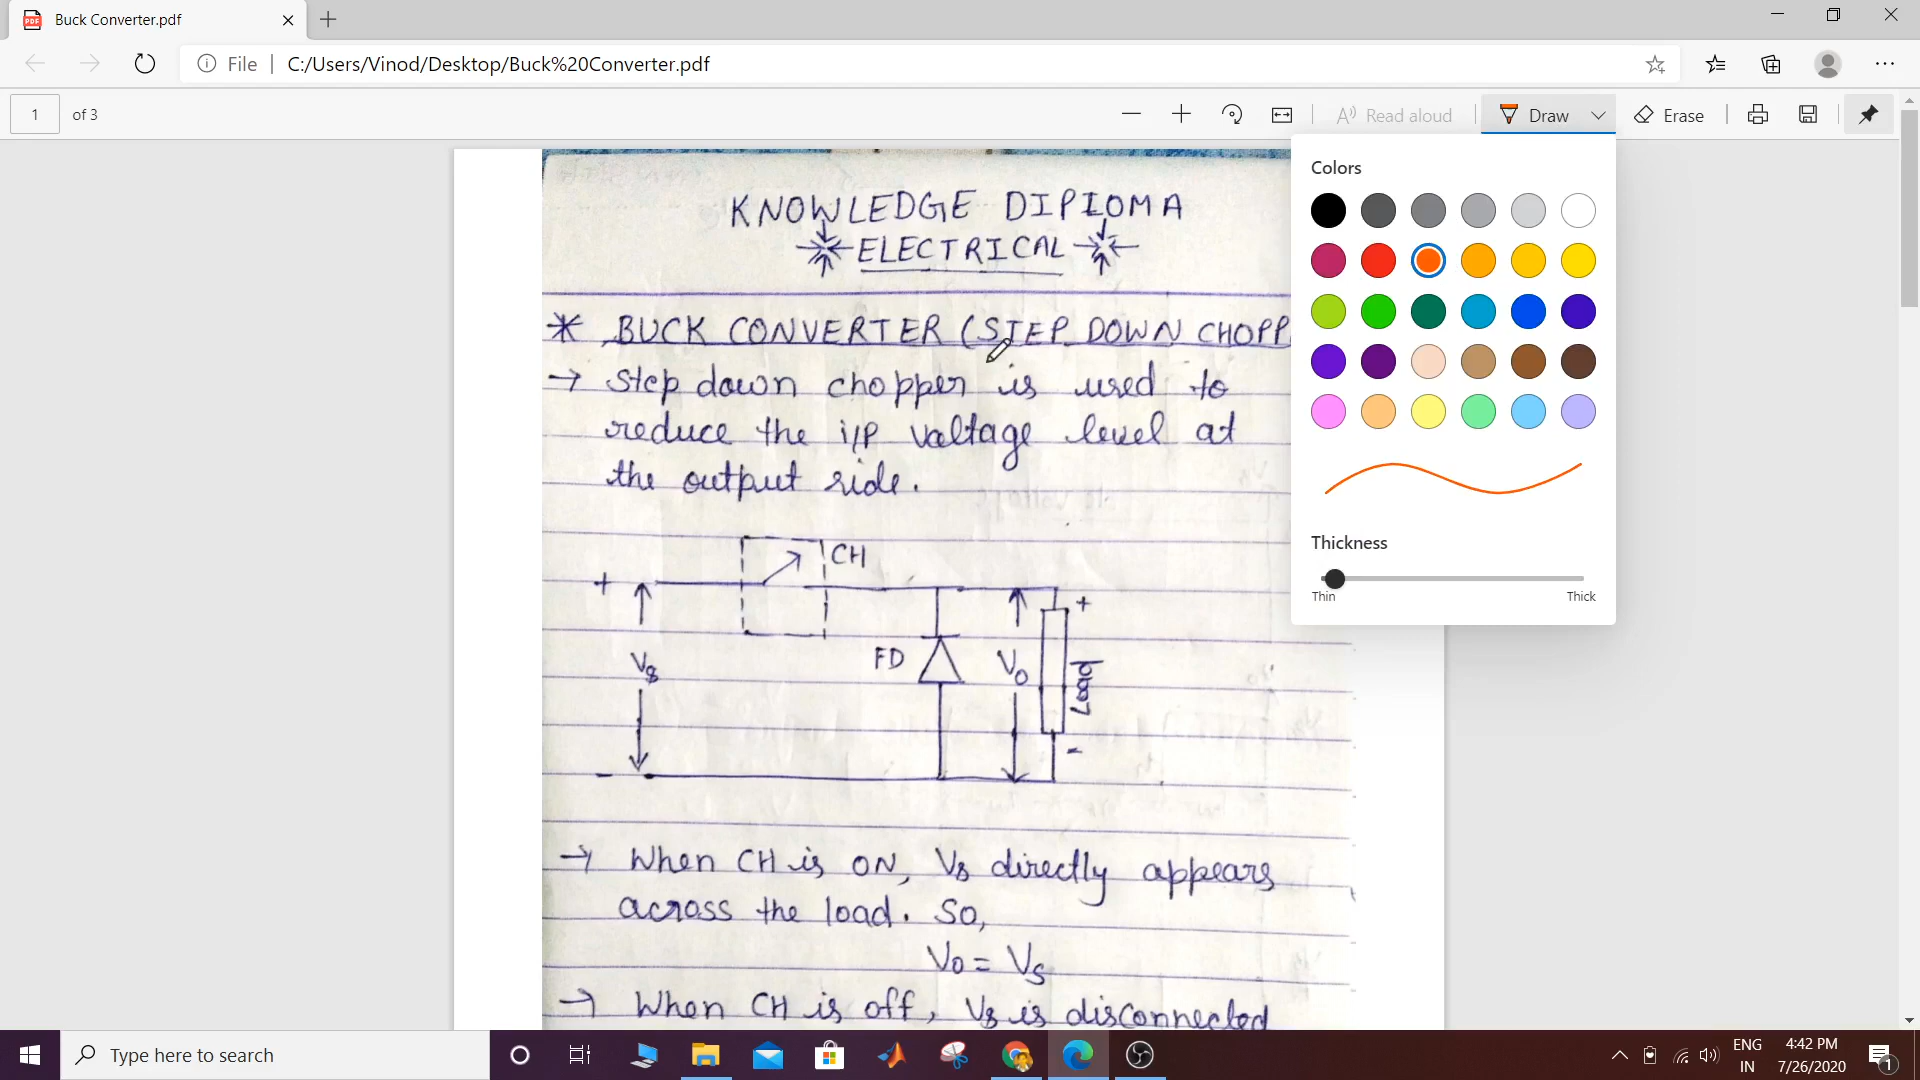 Buck Converter.pdf
File
C:/Users/Vinod/Desktop/Buck%20Converter.pdf
1 of 3
Read aloud
Draw
Erase
Colors
Thickness
Thin
Thick
KNOWLEDGE DIPIOMA
ELECTRICAL
* BUCK CONVERTER (STEP DOWN CHOPP
→ Step down chopper is used to
reduce the i/p voltage level at
the output side.
CH
+
+
Vs
FD
Vo
Load
-
-
→ When CH is ON, Vs directly appears
across the load. So,
Vo = Vs
→ When CH is off, Vs is disconnected
Type here to search
ENG
IN
4:42 PM
7/26/2020
1